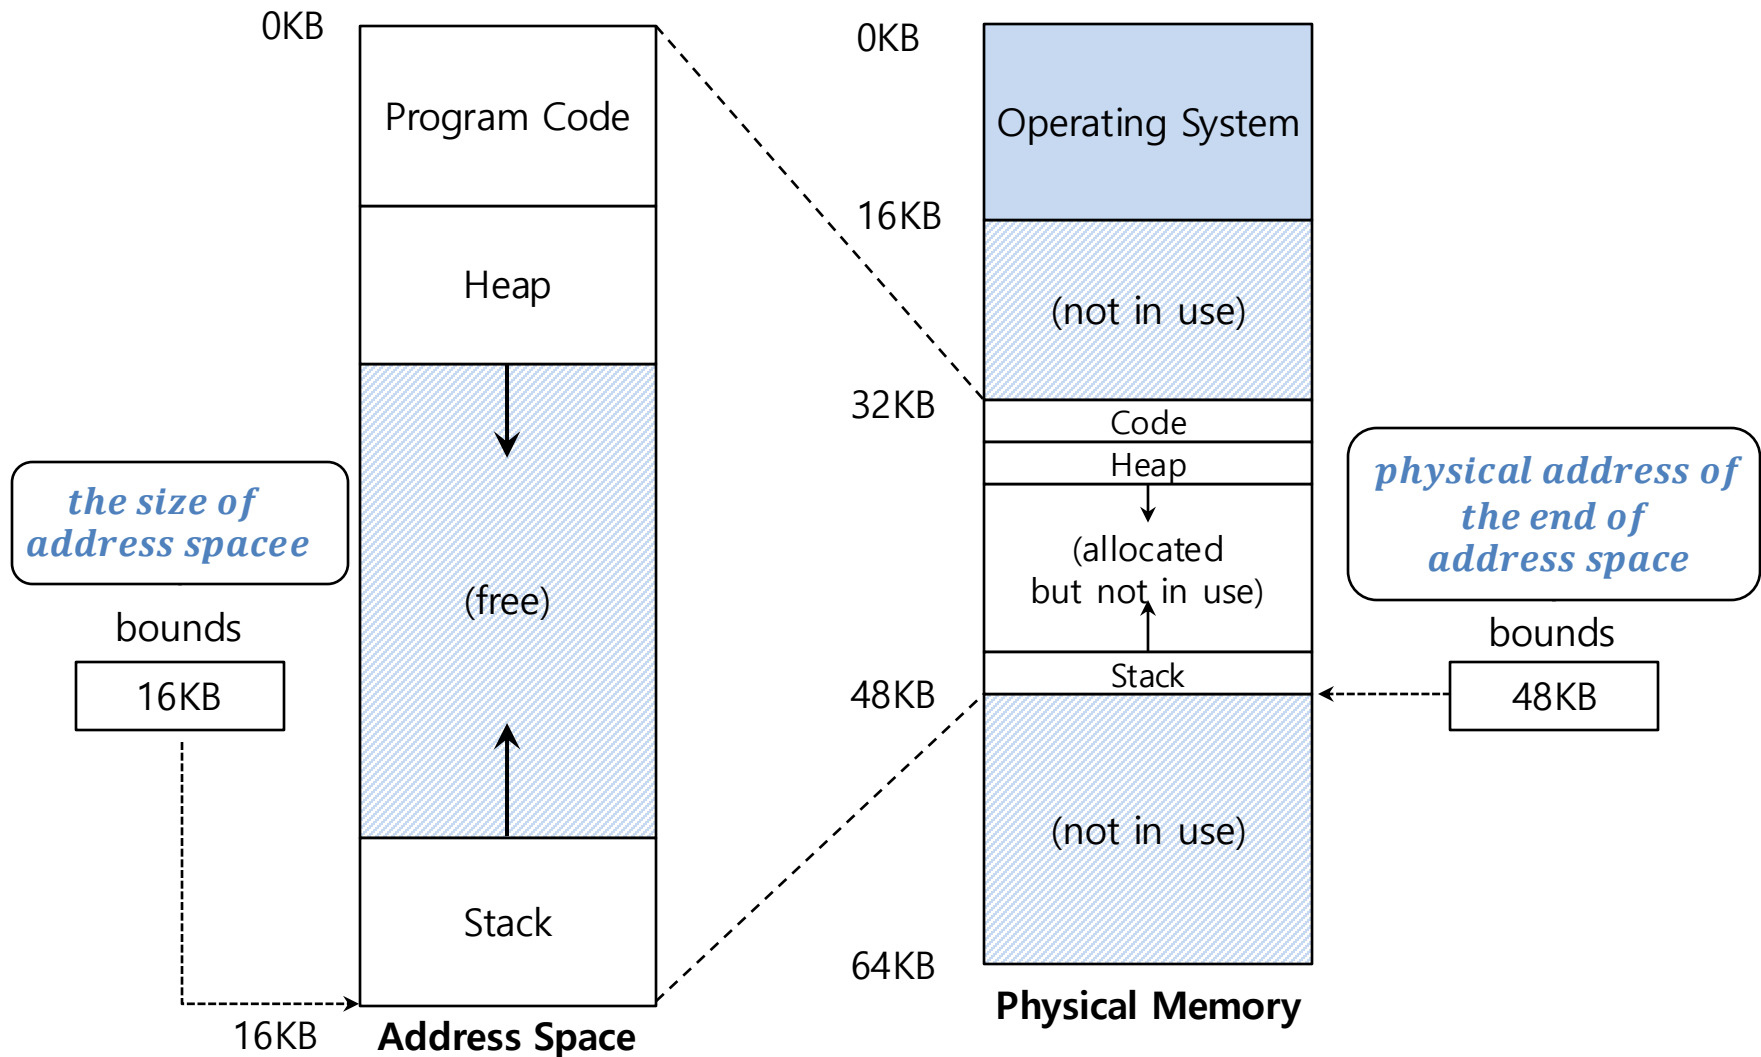 0KB
Program Code
Heap
(free)
Stack
16KB
Address Space
the size of
address spacee
bounds
16KB
0KB
Operating System
16KB
(not in use)
32KB
Code
Heap
(allocated
but not in use)
Stack
48KB
(not in use)
64KB
Physical Memory
physical address of
the end of
address space
bounds
48KB